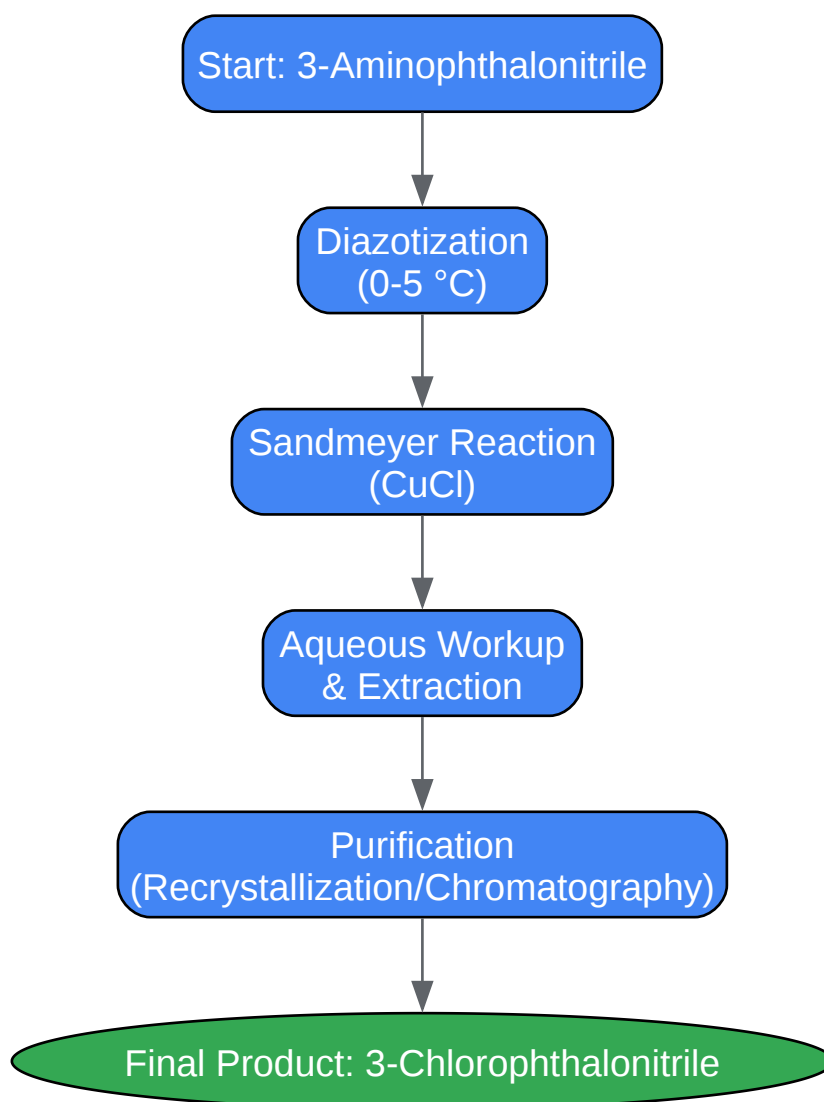 Start: 3-Aminophthalonitrile
Diazotization
(0-5 °C)
Sandmeyer Reaction
(CuCl)
Aqueous Workup
& Extraction
Purification
(Recrystallization/Chromatography)
Final Product: 3-Chlorophthalonitrile